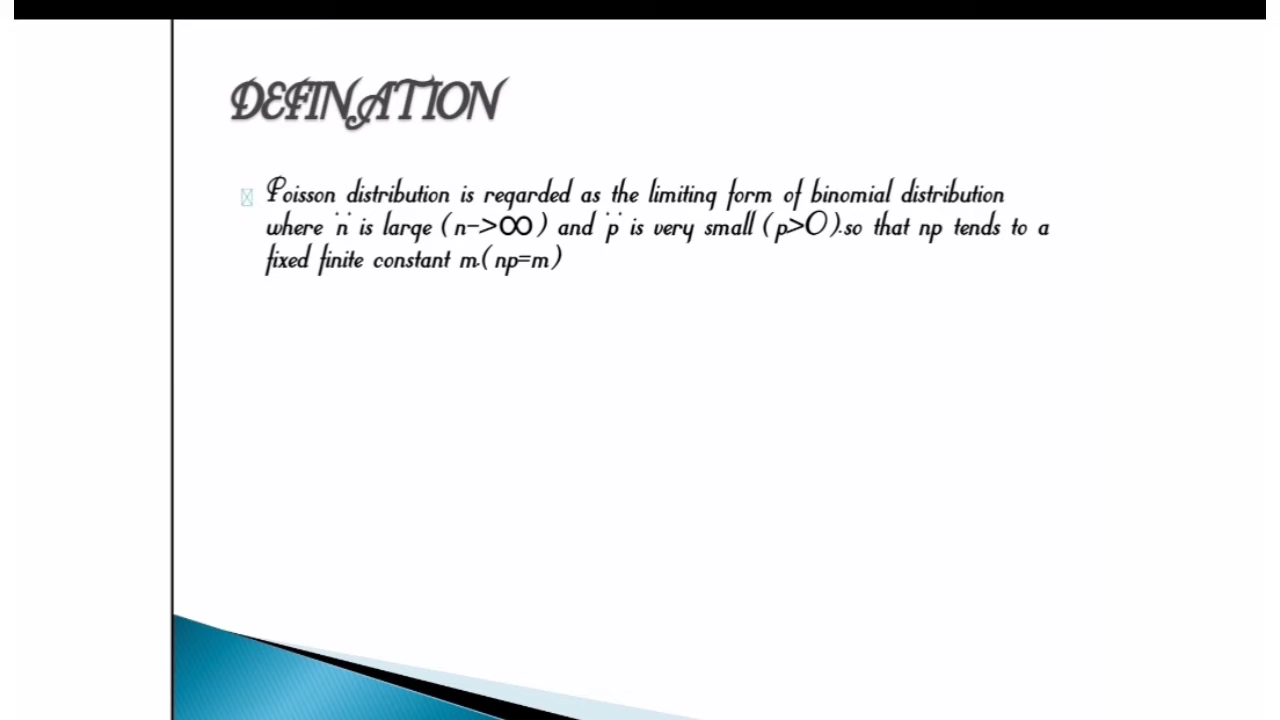 DEFINATION
Poisson distribution is regarded as the limiting form of binomial distribution
where ¨n¨ is large (n->∞) and ¨p¨ is very small (p>0).so that np tends to a
fixed finite constant m.(np=m)